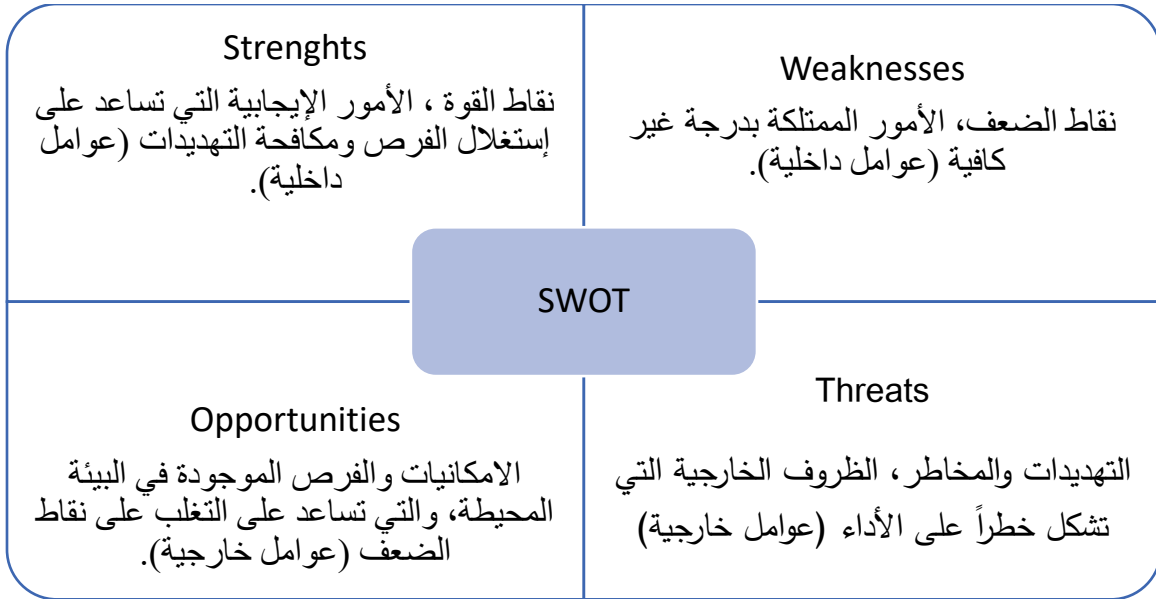 Strenghts
نقاط القوة ، الأمور الإيجابية التي تساعد على
إستغلال الفرص ومكافحة التهديدات (عوامل
داخلية).
Weaknesses
نقاط الضعف، الأمور الممتلكة بدرجة غير
كافية (عوامل داخلية).
SWOT
Opportunities
الامكانيات والفرص الموجودة في البيئة
المحيطة، والتي تساعد على التغلب على نقاط
الضعف (عوامل خارجية).
Threats
التهديدات والمخاطر، الظروف الخارجية التي
تشكل خطراً على الأداء (عوامل خارجية)